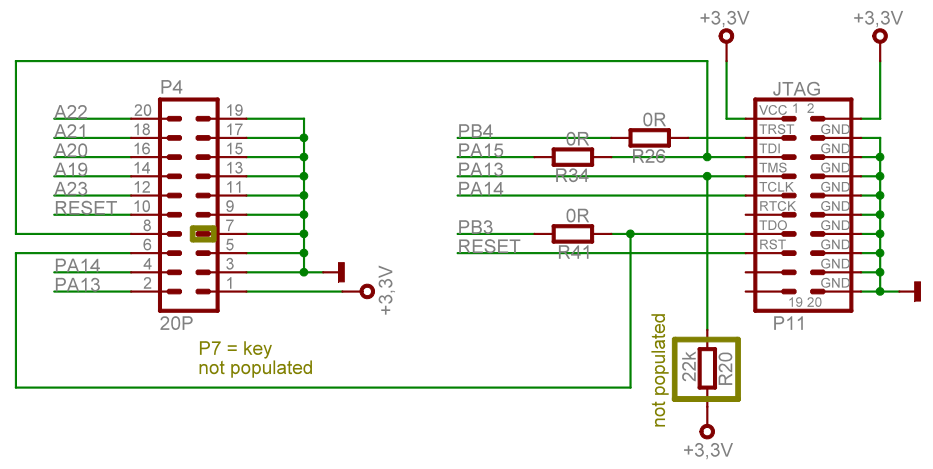 +3,3V
+3,3V
P4
JTAG
A22 20 19
A21 18 17
A20 16 15
A19 14 13
A23 12 11
RESET 10 9
8 7
6 5
PA14 4 3
PA13 2 1
+3,3V
20P
P7 = key
not populated
PB4
0R
R26
PA15
0R
R34
PA13
PA14
PB3
0R
R41
RESET
VCC 1 2
TRST GND
TDI GND
TMS GND
TCLK GND
RTCK GND
TDO GND
RST GND
GND
GND
19 20
P11
not populated
22k
R20
+3,3V